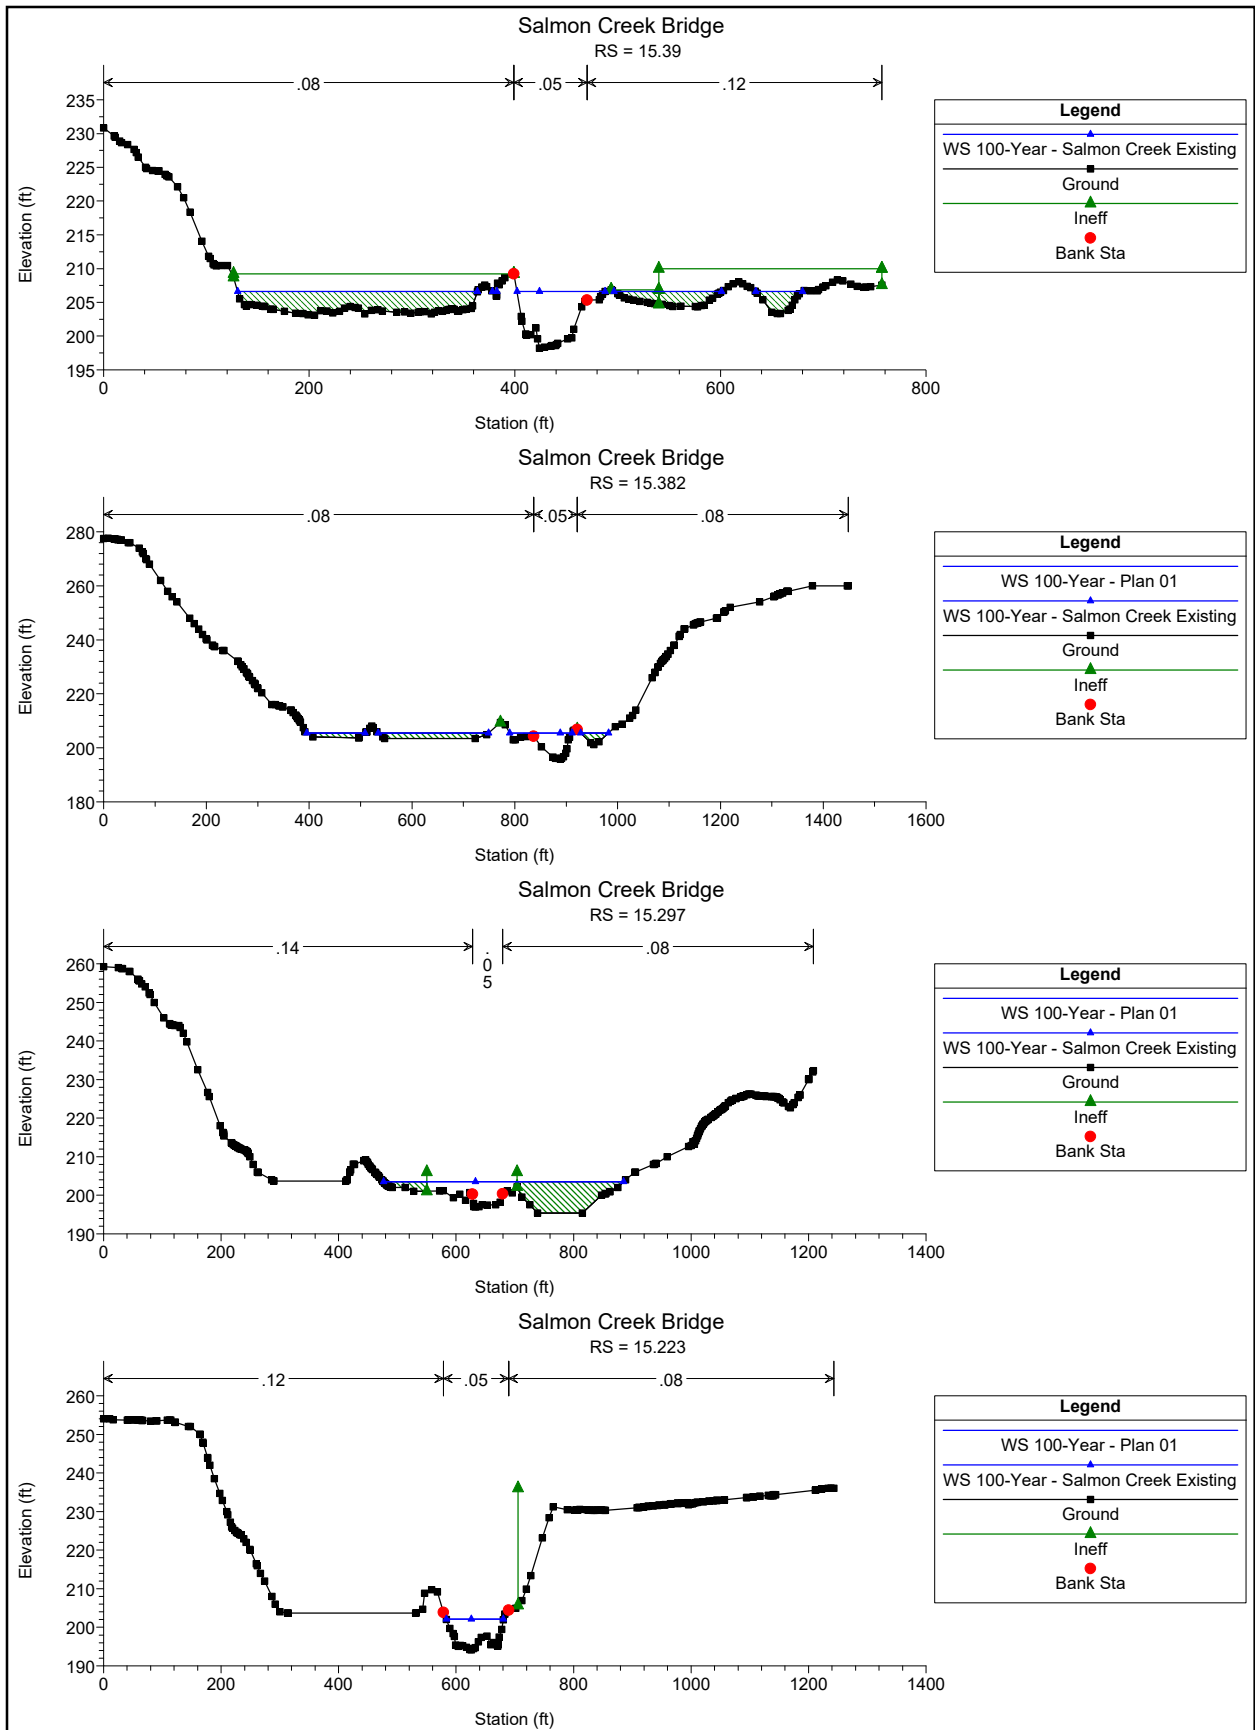 Salmon Creek Bridge
RS = 15.39
.08
.05
.12
Elevation (ft)
235
230
225
220
215
210
205
200
195
0
200
400
600
800
Station (ft)
Legend
WS 100-Year - Salmon Creek Existing
Ground
Ineff
Bank Sta
Salmon Creek Bridge
RS = 15.382
.08
.05
.08
Elevation (ft)
280
260
240
220
200
180
0
200
400
600
800
1000
1200
1400
1600
Station (ft)
Legend
WS 100-Year - Plan 01
WS 100-Year - Salmon Creek Existing
Ground
Ineff
Bank Sta
Salmon Creek Bridge
RS = 15.297
.14
.
0
5
.08
Elevation (ft)
260
250
240
230
220
210
200
190
0
200
400
600
800
1000
1200
1400
Station (ft)
Legend
WS 100-Year - Plan 01
WS 100-Year - Salmon Creek Existing
Ground
Ineff
Bank Sta
Salmon Creek Bridge
RS = 15.223
.12
.05
.08
Elevation (ft)
260
250
240
230
220
210
200
190
0
200
400
600
800
1000
1200
1400
Station (ft)
Legend
WS 100-Year - Plan 01
WS 100-Year - Salmon Creek Existing
Ground
Ineff
Bank Sta